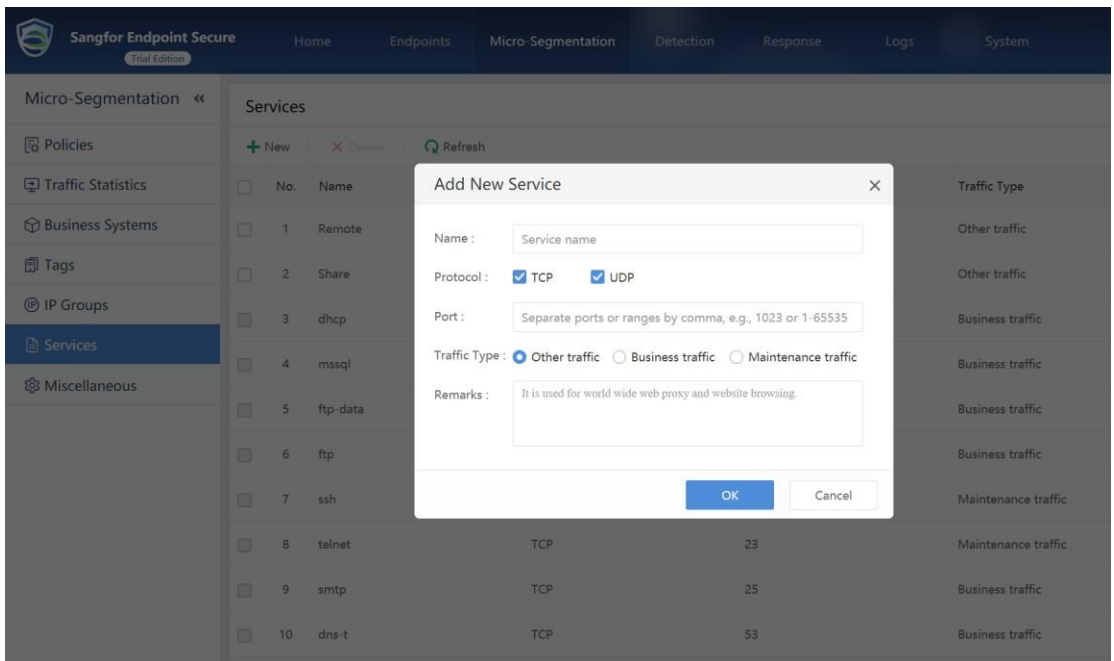 Sangfor Endpoint Secure
Trial Edition
Home Endpoints Micro-Segmentation Detection Response Logs System
Micro-Segmentation «
Policies
Traffic Statistics
Business Systems
Tags
IP Groups
Services
Miscellaneous
Services
New Delete Refresh
No. Name Traffic Type
1 Remote Other traffic
2 Share Other traffic
3 dhcp Business traffic
4 mssql Business traffic
5 ftp-data Business traffic
6 ftp Business traffic
7 ssh Maintenance traffic
8 telnet TCP 23 Maintenance traffic
9 smtp TCP 25 Business traffic
10 dns-t TCP 53 Business traffic
Add New Service
Name : Service name
Protocol : TCP UDP
Port : Separate ports or ranges by comma, e.g., 1023 or 1-65535
Traffic Type : Other traffic Business traffic Maintenance traffic
Remarks : It is used for world wide web proxy and website browsing.
OK Cancel